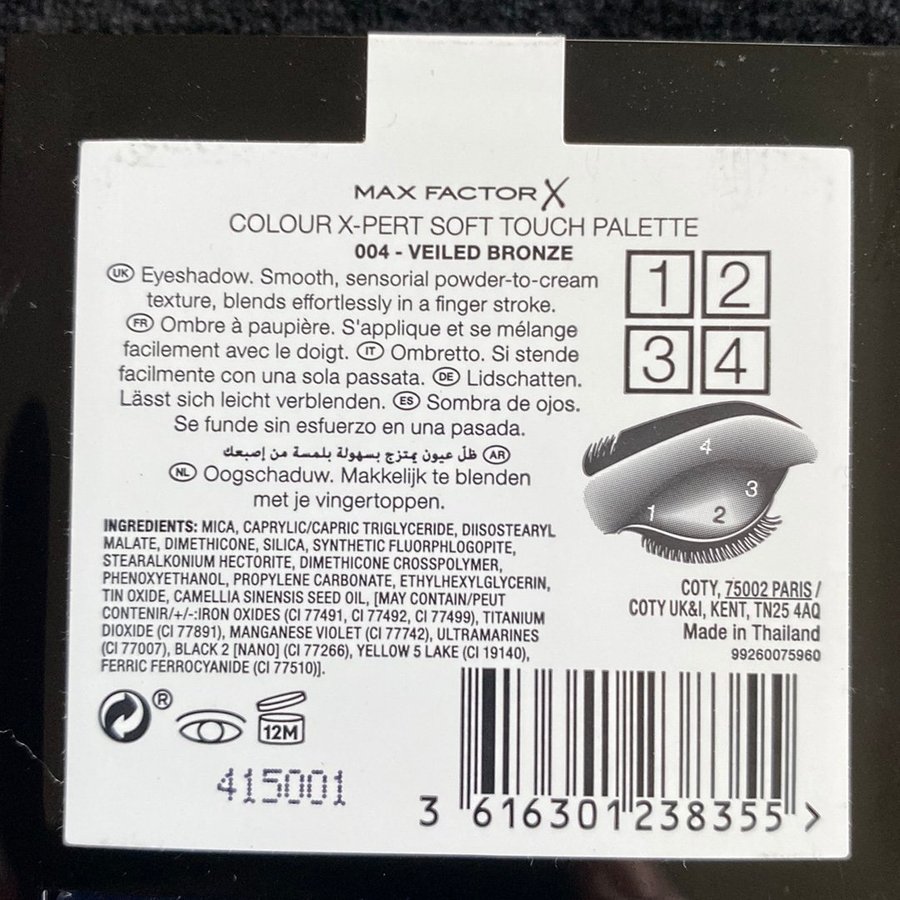 MAX FACTOR X
COLOUR X-PERT SOFT TOUCH PALETTE
004 - VEILED BRONZE
UK Eyeshadow. Smooth, sensorial powder-to-cream
texture, blends effortlessly in a finger stroke.
FR Ombre à paupière. S'applique et se mélange
facilement avec le doigt. IT Ombretto. Si stende
facilmente con una sola passata. DE Lidschatten.
Lässt sich leicht verblenden. ES Sombra de ojos.
Se funde sin esfuerzo en una pasada.
AR ظلّ عيون يمتزج بسهولة بلمسة من إصبعك
NL Oogschaduw. Makkelijk te blenden
met je vingertoppen.
1 2
3 4
4
3
1 2
INGREDIENTS: MICA, CAPRYLIC/CAPRIC TRIGLYCERIDE, DIISOSTEARYL
MALATE, DIMETHICONE, SILICA, SYNTHETIC FLUORPHLOGOPITE,
STEARALKONIUM HECTORITE, DIMETHICONE CROSSPOLYMER,
PHENOXYETHANOL, PROPYLENE CARBONATE, ETHYLHEXYLGLYCERIN,
TIN OXIDE, CAMELLIA SINENSIS SEED OIL, [MAY CONTAIN/PEUT
CONTENIR/+/-:IRON OXIDES (CI 77491, CI 77492, CI 77499), TITANIUM
DIOXIDE (CI 77891), MANGANESE VIOLET (CI 77742), ULTRAMARINES
(CI 77007), BLACK 2 [NANO] (CI 77266), YELLOW 5 LAKE (CI 19140),
FERRIC FERROCYANIDE (CI 77510)].
COTY, 75002 PARIS /
COTY UK&I, KENT, TN25 4AQ
Made in Thailand
99260075960
®
12M
415001
3 616301 238355 >